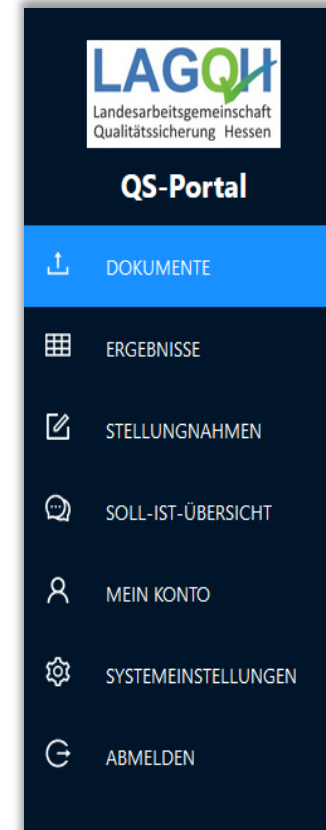 LAGQH
Landesarbeitsgemeinschaft
Qualitätssicherung Hessen
QS-Portal
DOKUMENTE
ERGEBNISSE
STELLUNGNAHMEN
SOLL-IST-ÜBERSICHT
MEIN KONTO
SYSTEMEINSTELLUNGEN
ABMELDEN